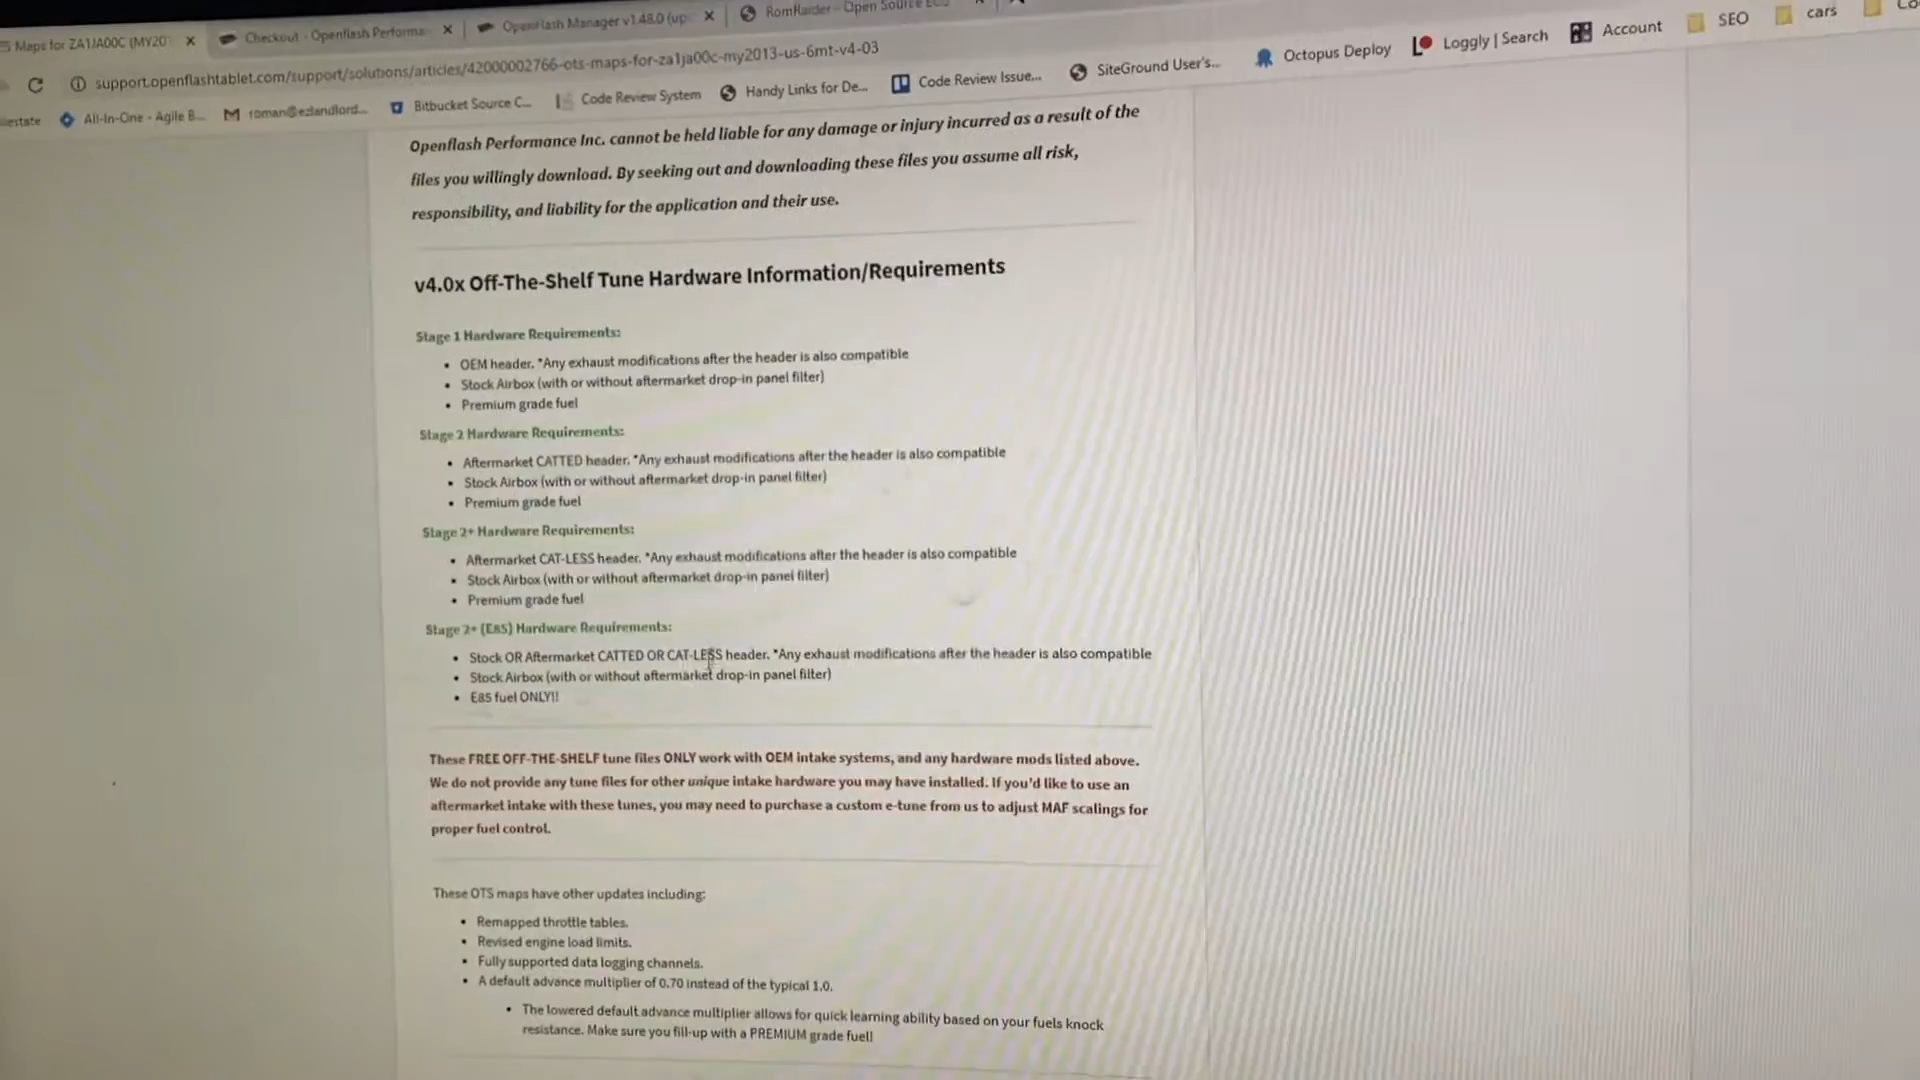 Maps for ZA1JA00C (MY20
Checkout - Openflash Performa
OpenFlash Manager v1.48.0 (up
RomRaider - Open Source ECU
support.openflashtablet.com/support/solutions/articles/42000002766-ots-maps-for-za1ja00c-my2013-us-6mt-v4-03
All-In-One - Agile B...
roman@ezlandlord...
Bitbucket Source C...
Code Review System
Handy Links for De...
Code Review Issue...
SiteGround User's...
Octopus Deploy
Loggly | Search
Account
SEO
cars
Openflash Performance Inc. cannot be held liable for any damage or injury incurred as a result of the
files you willingly download. By seeking out and downloading these files you assume all risk,
responsibility, and liability for the application and their use.
v4.0x Off-The-Shelf Tune Hardware Information/Requirements
Stage 1 Hardware Requirements:
• OEM header. *Any exhaust modifications after the header is also compatible
• Stock Airbox (with or without aftermarket drop-in panel filter)
• Premium grade fuel
Stage 2 Hardware Requirements:
• Aftermarket CATTED header. *Any exhaust modifications after the header is also compatible
• Stock Airbox (with or without aftermarket drop-in panel filter)
• Premium grade fuel
Stage 2+ Hardware Requirements:
• Aftermarket CAT-LESS header. *Any exhaust modifications after the header is also compatible
• Stock Airbox (with or without aftermarket drop-in panel filter)
• Premium grade fuel
Stage 2+ (E85) Hardware Requirements:
• Stock OR Aftermarket CATTED OR CAT-LESS header. *Any exhaust modifications after the header is also compatible
• Stock Airbox (with or without aftermarket drop-in panel filter)
• E85 fuel ONLY!!
These FREE OFF-THE-SHELF tune files ONLY work with OEM intake systems, and any hardware mods listed above.
We do not provide any tune files for other unique intake hardware you may have installed. If you'd like to use an
aftermarket intake with these tunes, you may need to purchase a custom e-tune from us to adjust MAF scalings for
proper fuel control.
These OTS maps have other updates including:
• Remapped throttle tables.
• Revised engine load limits.
• Fully supported data logging channels.
• A default advance multiplier of 0.70 instead of the typical 1.0.
• The lowered default advance multiplier allows for quick learning ability based on your fuels knock
resistance. Make sure you fill-up with a PREMIUM grade fuel!